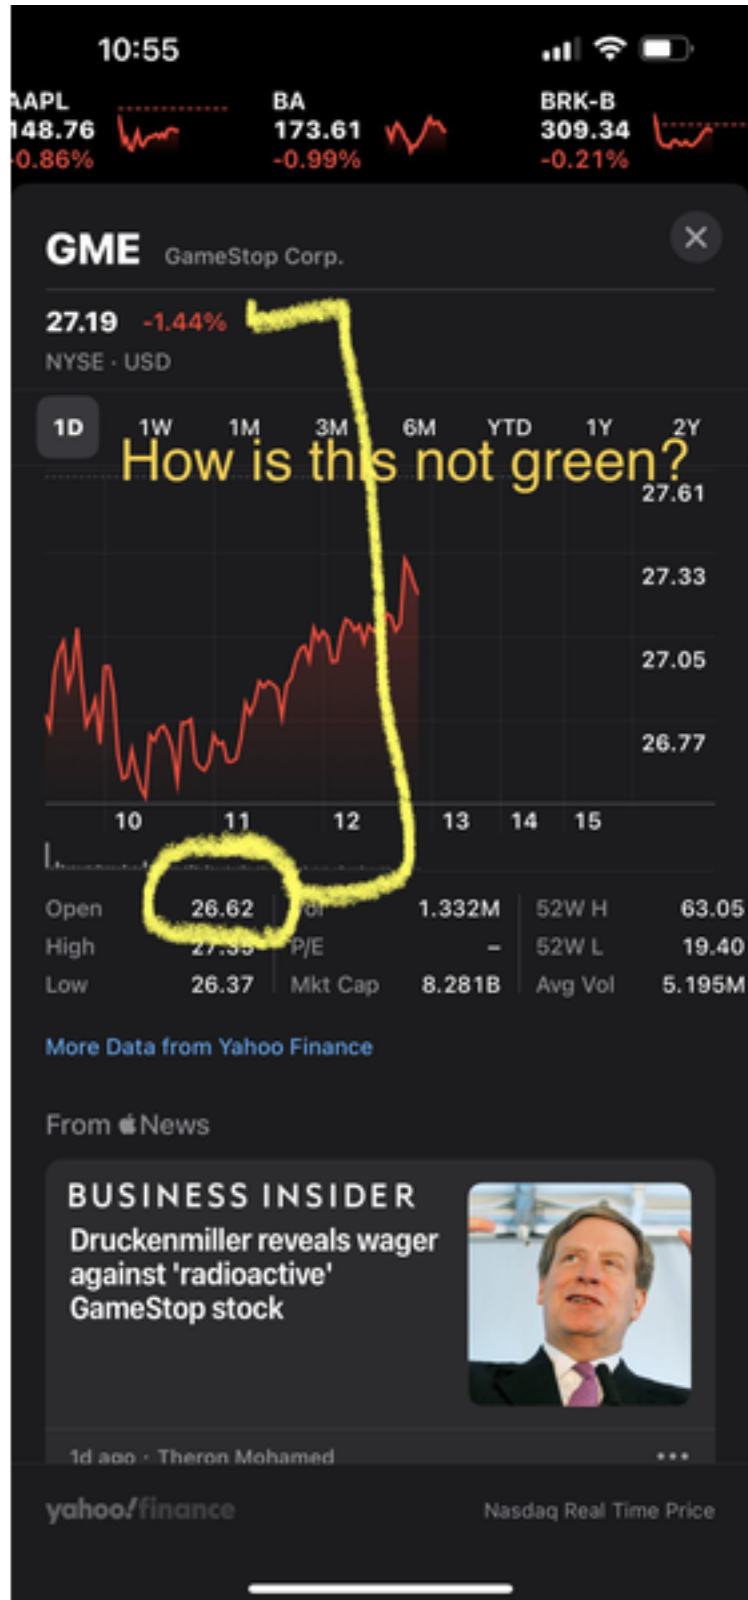 10:55
AAPL BA BRK-B
148.76 173.61 309.34
-0.86% -0.99% -0.21%
GME GameStop Corp.
27.19 -1.44%
NYSE · USD
1D 1W 1M 3M 6M YTD 1Y 2Y
How is this not green?
27.61
27.33
27.05
26.77
10 11 12 13 14 15
Open 26.62 Vol 1.332M 52W H 63.05
High 27.35 P/E – 52W L 19.40
Low 26.37 Mkt Cap 8.281B Avg Vol 5.195M
More Data from Yahoo Finance
From News
BUSINESS INSIDER
Druckenmiller reveals wager
against 'radioactive'
GameStop stock
1d ago · Theron Mohamed
yahoo!finance Nasdaq Real Time Price